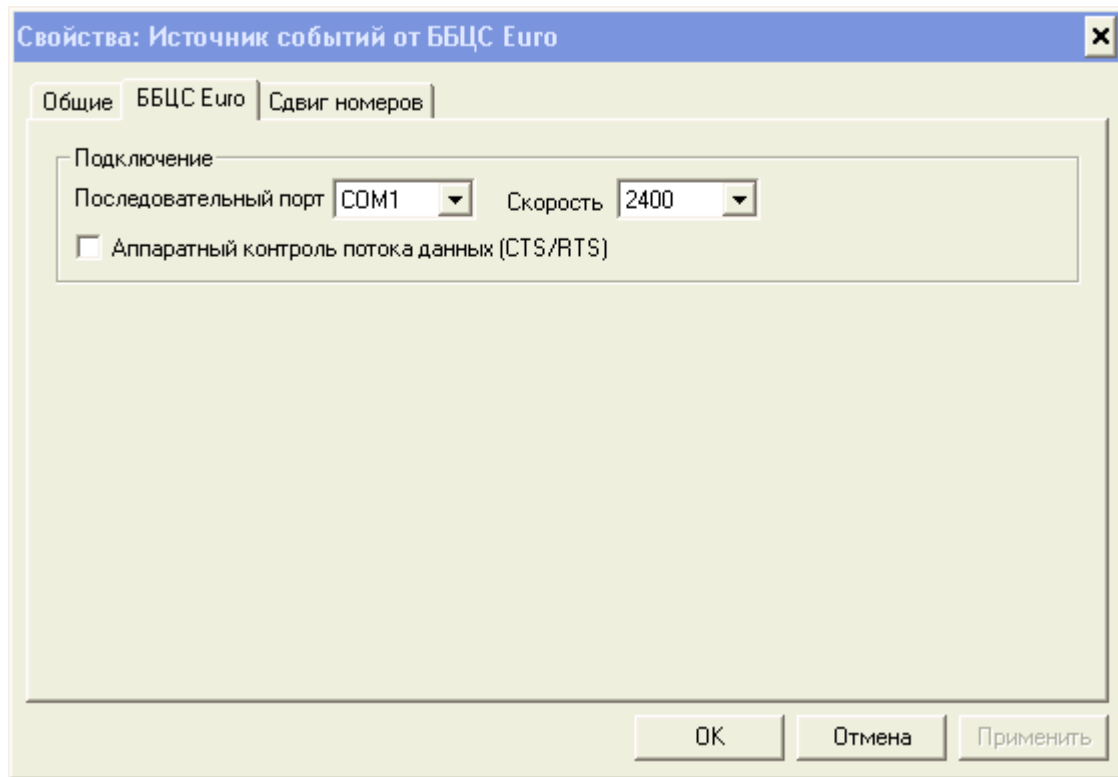 Свойства: Источник событий от ББЦС Euro
Общие ББЦС Euro Сдвиг номеров
Подключение
Последовательный порт COM1 Скорость 2400
Аппаратный контроль потока данных (CTS/RTS)
OK Отмена Применить